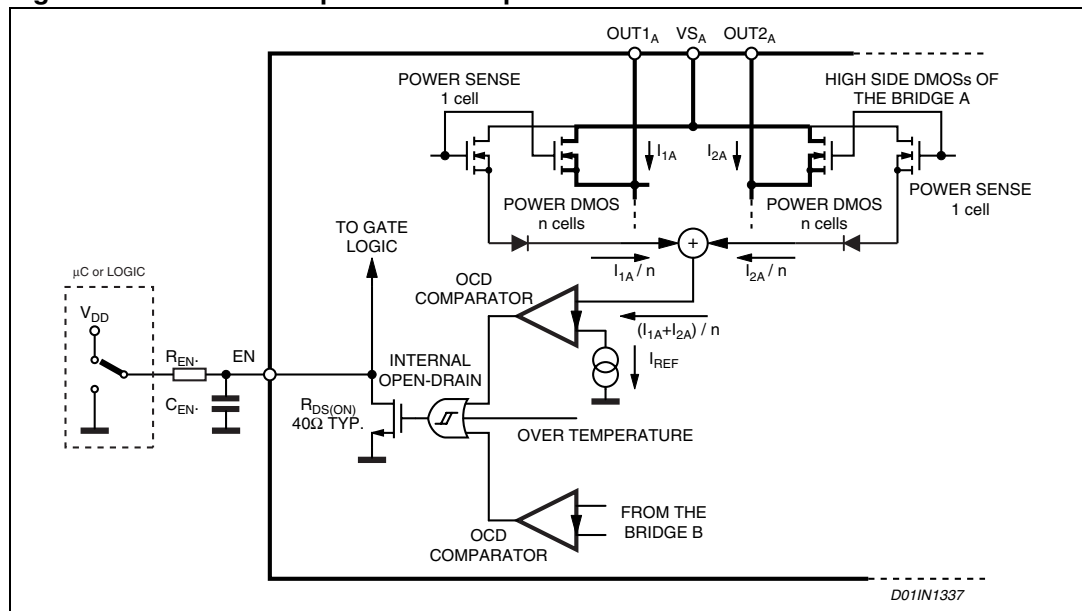 OUT1A VSA OUT2A
POWER SENSE
1 cell
HIGH SIDE DMOSs OF
THE BRIDGE A
I1A I2A
POWER DMOS
n cells
POWER DMOS
n cells
POWER SENSE
1 cell
TO GATE
LOGIC
+
I1A / n
I2A / n
OCD
COMPARATOR
(I1A+I2A) / n
IREF
μC or LOGIC
VDD
REN.
EN
CEN.
INTERNAL
OPEN-DRAIN
RDS(ON)
40Ω TYP.
OVER TEMPERATURE
OCD
COMPARATOR
FROM THE
BRIDGE B
D01IN1337